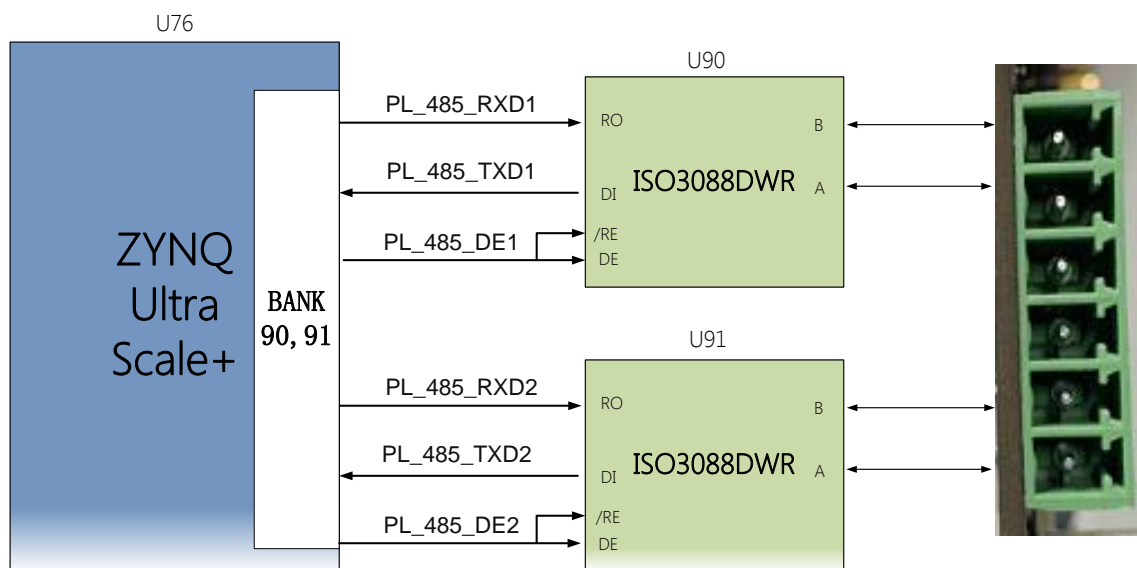 U76
U90
PL_485_RXD1
RO
B
PL_485_TXD1
ISO3088DWR
DI
A
PL_485_DE1
/RE
DE
ZYNQ
Ultra
Scale+
BANK
90,91
U91
PL_485_RXD2
RO
B
PL_485_TXD2
ISO3088DWR
DI
A
PL_485_DE2
/RE
DE